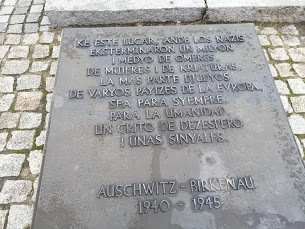 KE ESTE LUGAR, ANDE LOS NAZIS
EKSTERMINARON UN MILYON
I MEDYO DE OMBRES,
DE MUJERES I DE KRIATURAS,
LA MAS PARTE DJUDYOS
DE VARYOS PAYIZES DE LA EVROPA,
SEA PARA SYEMPRE,
PARA LA UMANIDAD,
UN GRITO DE DEZESPERO
I UNAS SINYALES.
AUSCHWITZ - BIRKENAU
1940 - 1945